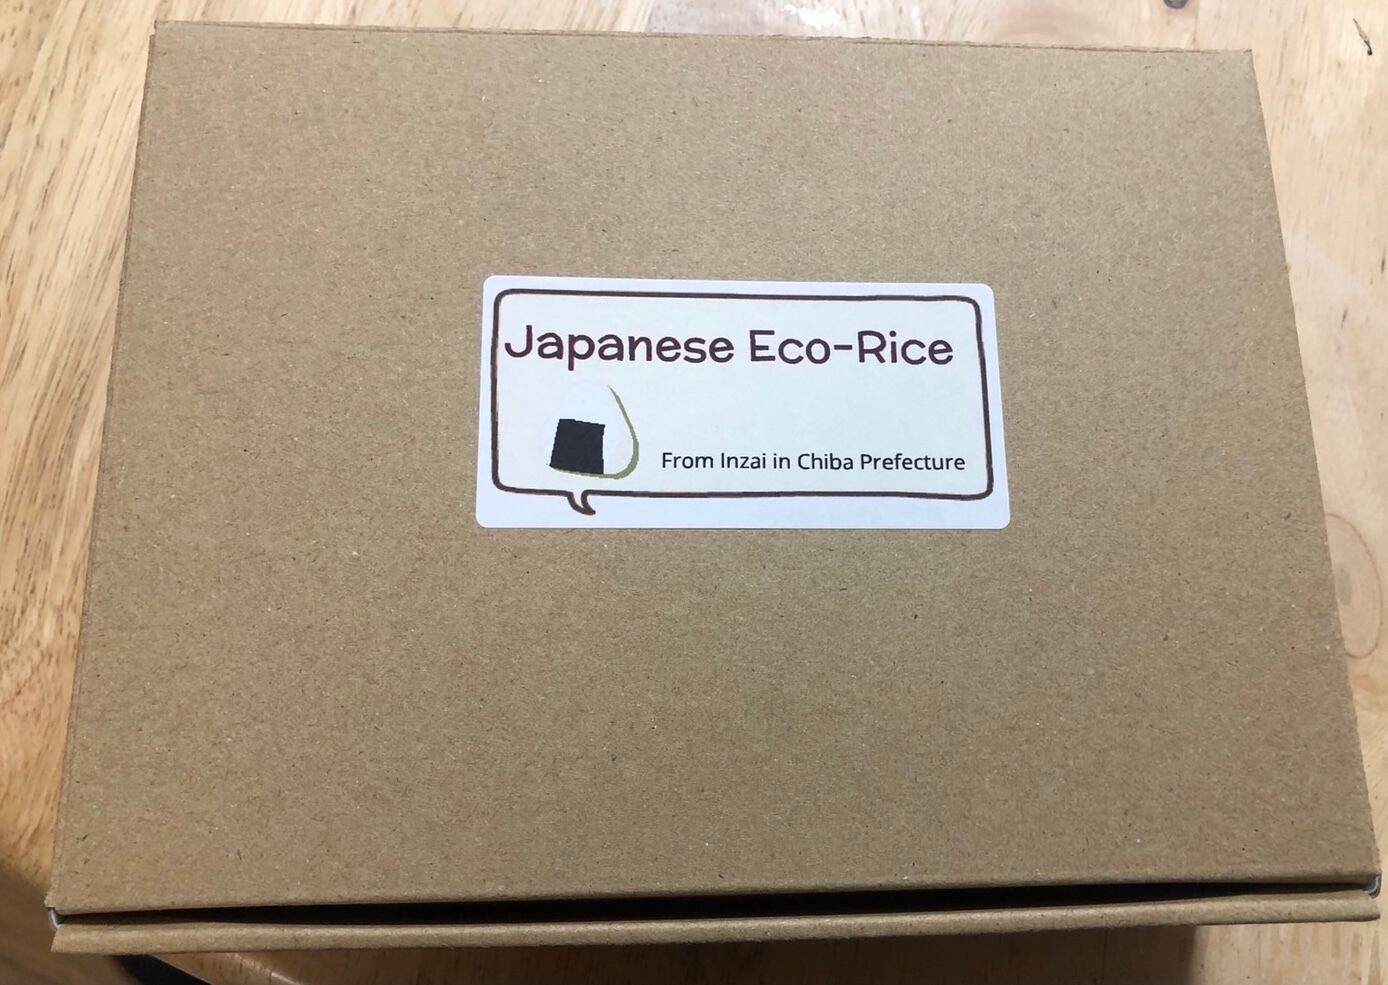 Japanese Eco-Rice
From Inzai in Chiba Prefecture